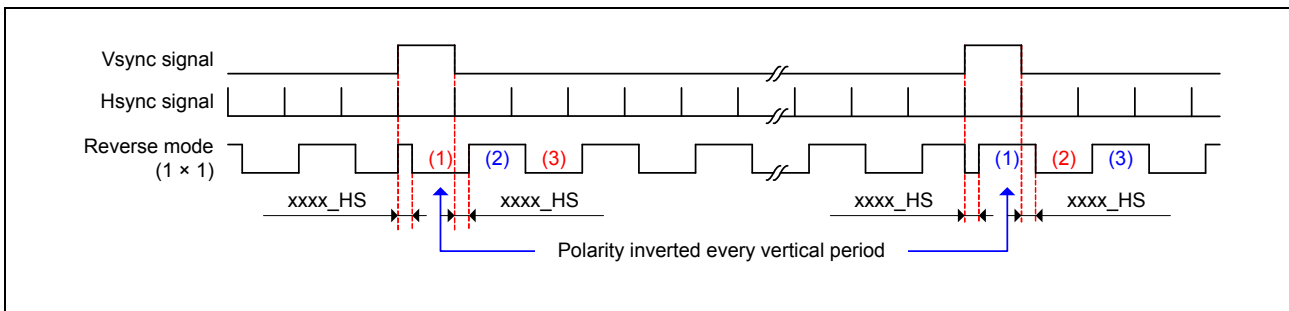 Vsync signal
Hsync signal
Reverse mode
(1 × 1)
(1) (2) (3) (1) (2) (3)
xxxx_HS xxxx_HS xxxx_HS xxxx_HS
Polarity inverted every vertical period